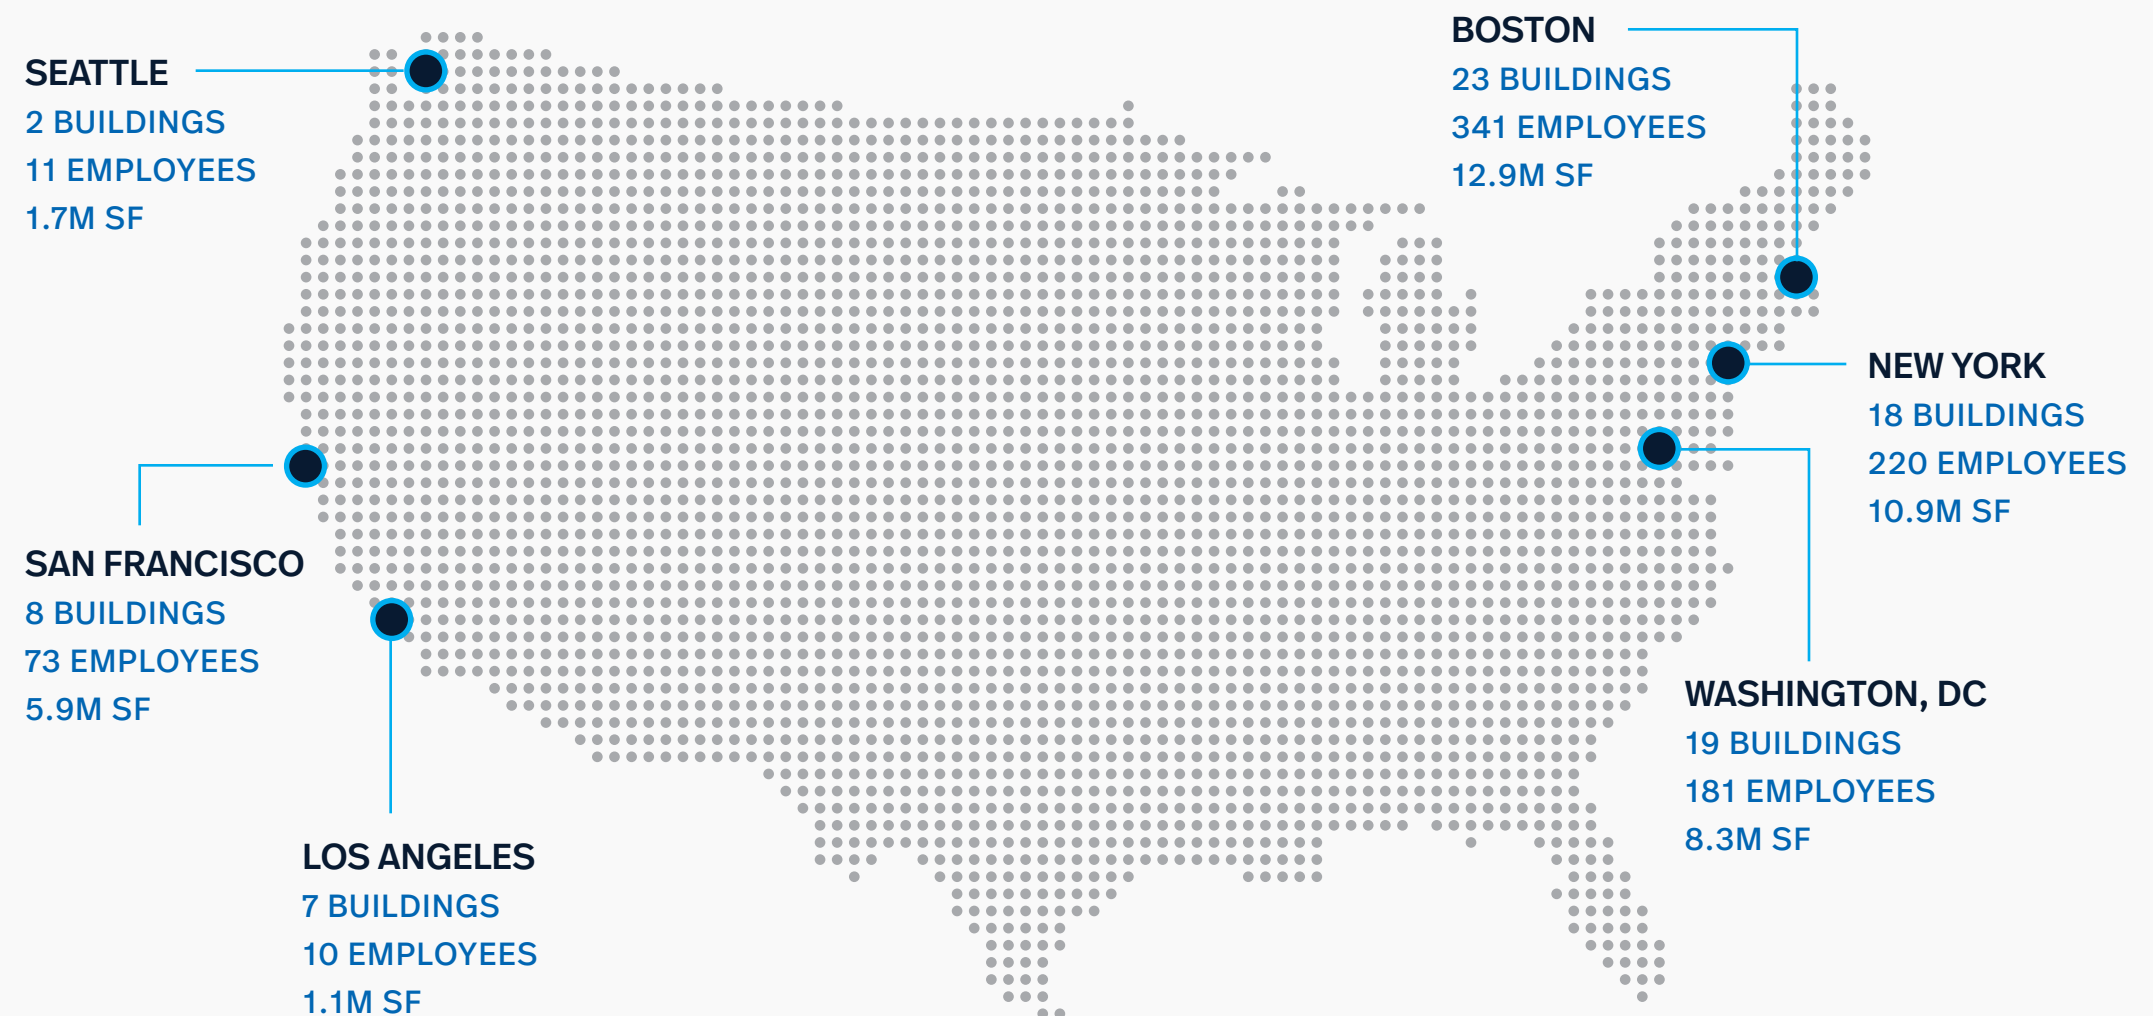 SEATTLE
2 BUILDINGS
11 EMPLOYEES
1.7M SF
BOSTON
23 BUILDINGS
341 EMPLOYEES
12.9M SF
NEW YORK
18 BUILDINGS
220 EMPLOYEES
10.9M SF
SAN FRANCISCO
8 BUILDINGS
73 EMPLOYEES
5.9M SF
WASHINGTON, DC
19 BUILDINGS
181 EMPLOYEES
8.3M SF
LOS ANGELES
7 BUILDINGS
10 EMPLOYEES
1.1M SF